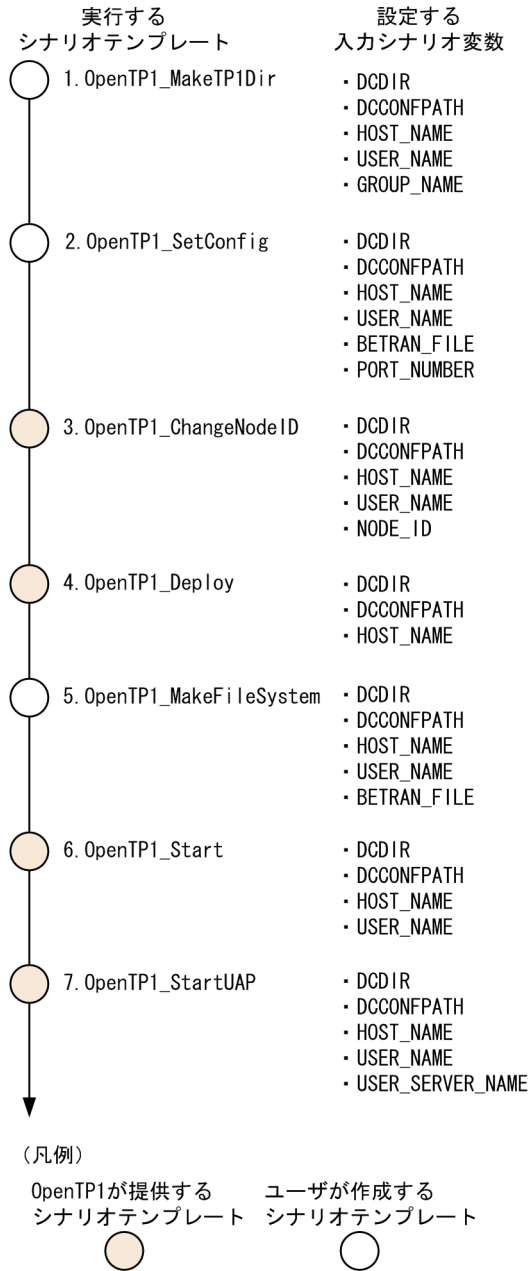 実行する
シナリオテンプレート
設定する
入力シナリオ変数
1. OpenTP1_MakeTP1Dir
・DCDIR
・DCCONFPATH
・HOST_NAME
・USER_NAME
・GROUP_NAME
2. OpenTP1_SetConfig
・DCDIR
・DCCONFPATH
・HOST_NAME
・USER_NAME
・BETRAN_FILE
・PORT_NUMBER
3. OpenTP1_ChangeNodeID
・DCDIR
・DCCONFPATH
・HOST_NAME
・USER_NAME
・NODE_ID
4. OpenTP1_Deploy
・DCDIR
・DCCONFPATH
・HOST_NAME
5. OpenTP1_MakeFileSystem
・DCDIR
・DCCONFPATH
・HOST_NAME
・USER_NAME
・BETRAN_FILE
6. OpenTP1_Start
・DCDIR
・DCCONFPATH
・HOST_NAME
・USER_NAME
7. OpenTP1_StartUAP
・DCDIR
・DCCONFPATH
・HOST_NAME
・USER_NAME
・USER_SERVER_NAME
（凡例）
OpenTP1が提供する
シナリオテンプレート
ユーザが作成する
シナリオテンプレート